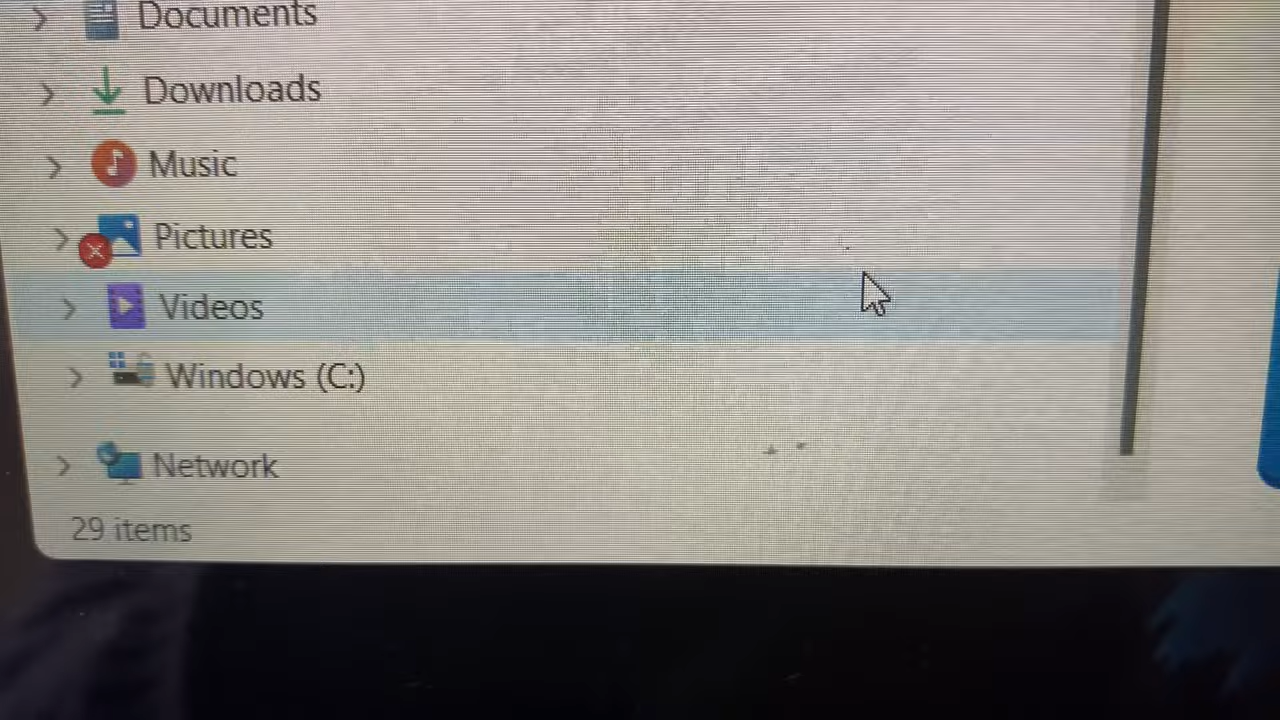 Documents
Downloads
Music
Pictures
Videos
Windows (C:)
Network
29 items